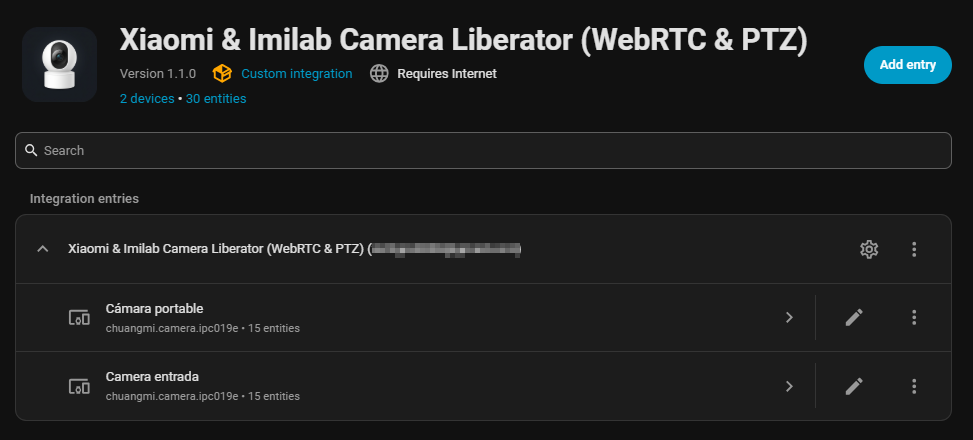 Xiaomi & Imilab Camera Liberator (WebRTC & PTZ)
Version 1.1.0 Custom integration Requires Internet
2 devices • 30 entities
Add entry
Search
Integration entries
Xiaomi & Imilab Camera Liberator (WebRTC & PTZ) (
Cámara portable
chuangmi.camera.ipc019e • 15 entities
Camera entrada
chuangmi.camera.ipc019e • 15 entities